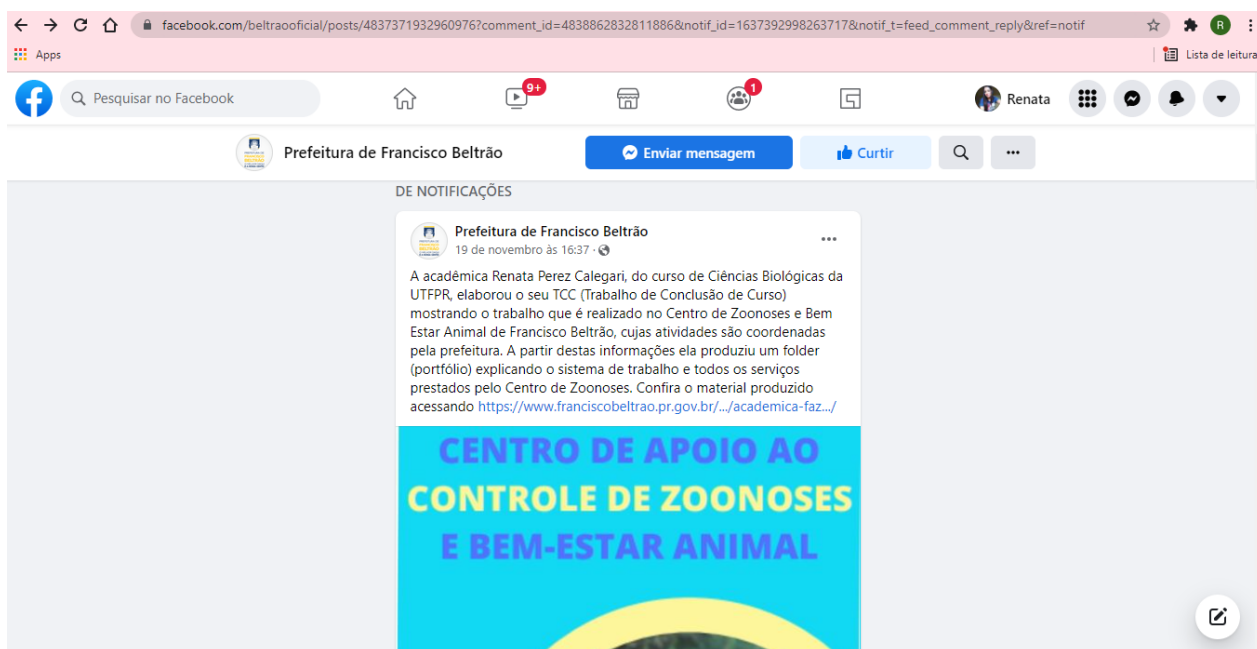 facebook.com/beltraooficial/posts/4837371932960976?comment_id=4838862832811886&notif_id=1637392998263717&notif_t=feed_comment_reply&ref=notif
R
Apps
Lista de leitura
Pesquisar no Facebook
9+
1
Renata
Prefeitura de Francisco Beltrão
Enviar mensagem
Curtir
DE NOTIFICAÇÕES
Prefeitura de Francisco Beltrão
19 de novembro às 16:37 ·
A acadêmica Renata Perez Calegari, do curso de Ciências Biológicas da
UTFPR, elaborou o seu TCC (Trabalho de Conclusão de Curso)
mostrando o trabalho que é realizado no Centro de Zoonoses e Bem
Estar Animal de Francisco Beltrão, cujas atividades são coordenadas
pela prefeitura. A partir destas informações ela produziu um folder
(portfólio) explicando o sistema de trabalho e todos os serviços
prestados pelo Centro de Zoonoses. Confira o material produzido
acessando https://www.franciscobeltrao.pr.gov.br/.../academica-faz.../
CENTRO DE APOIO AO
CONTROLE DE ZOONOSES
E BEM-ESTAR ANIMAL